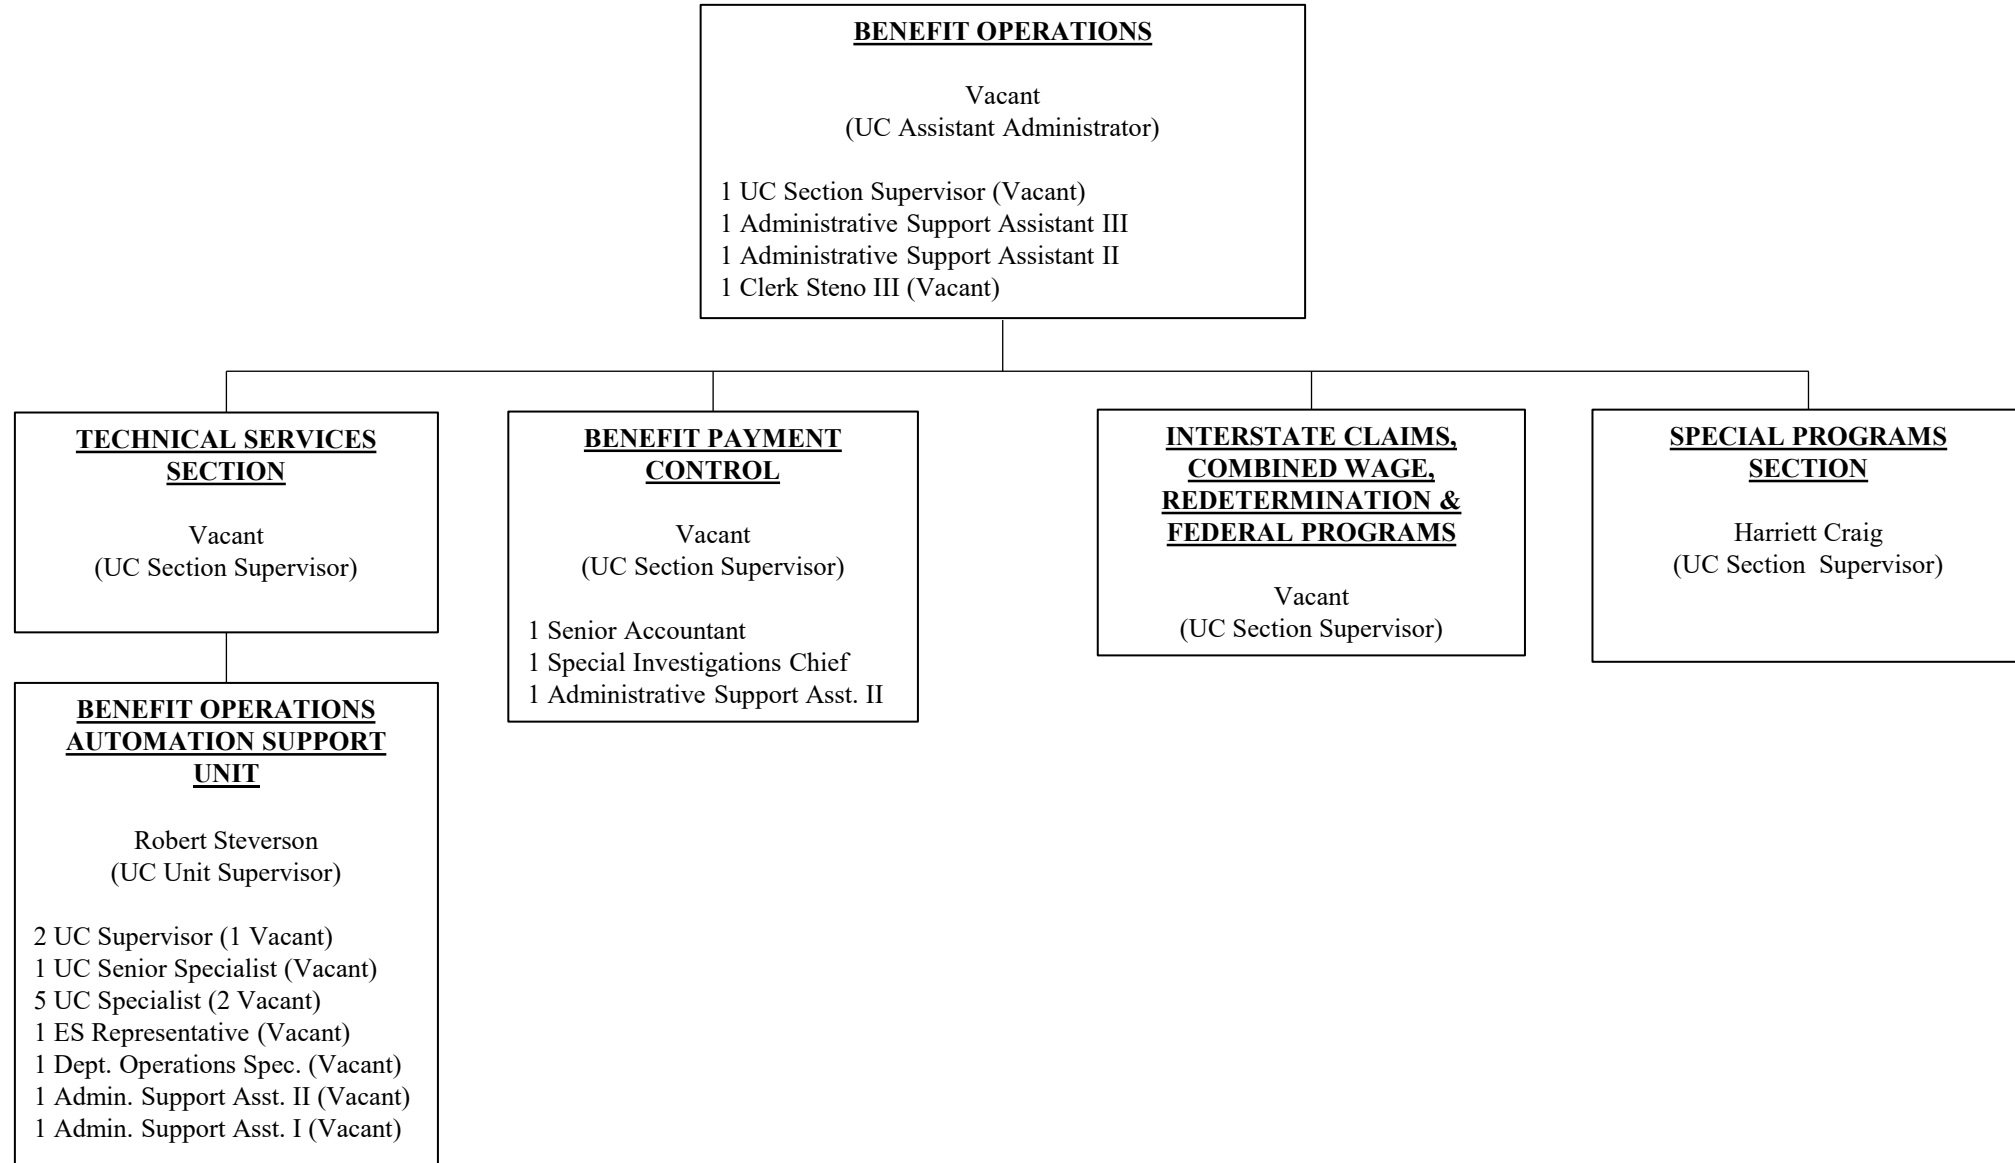 BENEFIT OPERATIONS
Vacant
(UC Assistant Administrator)
1 UC Section Supervisor (Vacant)
1 Administrative Support Assistant III
1 Administrative Support Assistant II
1 Clerk Steno III (Vacant)
TECHNICAL SERVICES
SECTION
Vacant
(UC Section Supervisor)
BENEFIT OPERATIONS
AUTOMATION SUPPORT
UNIT
Robert Steverson
(UC Unit Supervisor)
2 UC Supervisor (1 Vacant)
1 UC Senior Specialist (Vacant)
5 UC Specialist (2 Vacant)
1 ES Representative (Vacant)
1 Dept. Operations Spec. (Vacant)
1 Admin. Support Asst. II (Vacant)
1 Admin. Support Asst. I (Vacant)
BENEFIT PAYMENT
CONTROL
Vacant
(UC Section Supervisor)
1 Senior Accountant
1 Special Investigations Chief
1 Administrative Support Asst. II
INTERSTATE CLAIMS,
COMBINED WAGE,
REDETERMINATION &
FEDERAL PROGRAMS
Vacant
(UC Section Supervisor)
SPECIAL PROGRAMS
SECTION
Harriett Craig
(UC Section Supervisor)